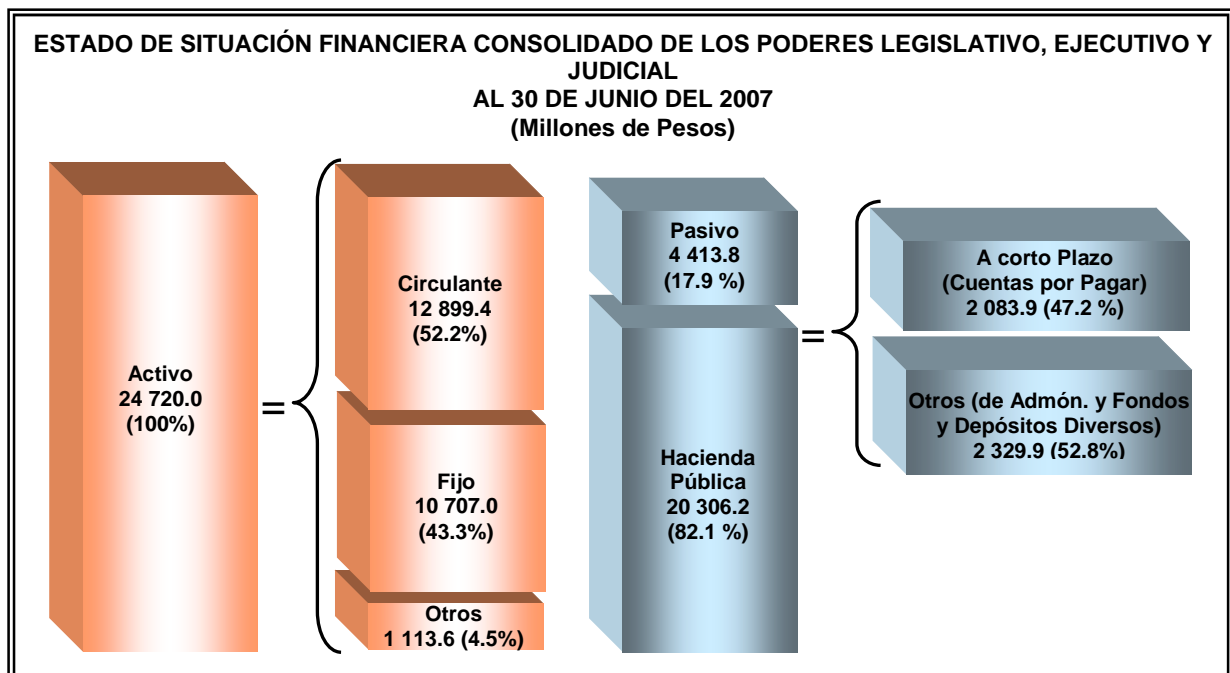 ESTADO DE SITUACIÓN FINANCIERA CONSOLIDADO DE LOS PODERES LEGISLATIVO, EJECUTIVO Y
JUDICIAL
AL 30 DE JUNIO DEL 2007
(Millones de Pesos)
Activo
24 720.0
(100%)
=
Circulante
12 899.4
(52.2%)
Fijo
10 707.0
(43.3%)
Otros
1 113.6 (4.5%)
Pasivo
4 413.8
(17.9 %)
Hacienda
Pública
20 306.2
(82.1 %)
=
A corto Plazo
(Cuentas por Pagar)
2 083.9 (47.2 %)
Otros (de Admón. y Fondos
y Depósitos Diversos)
2 329.9 (52.8%)